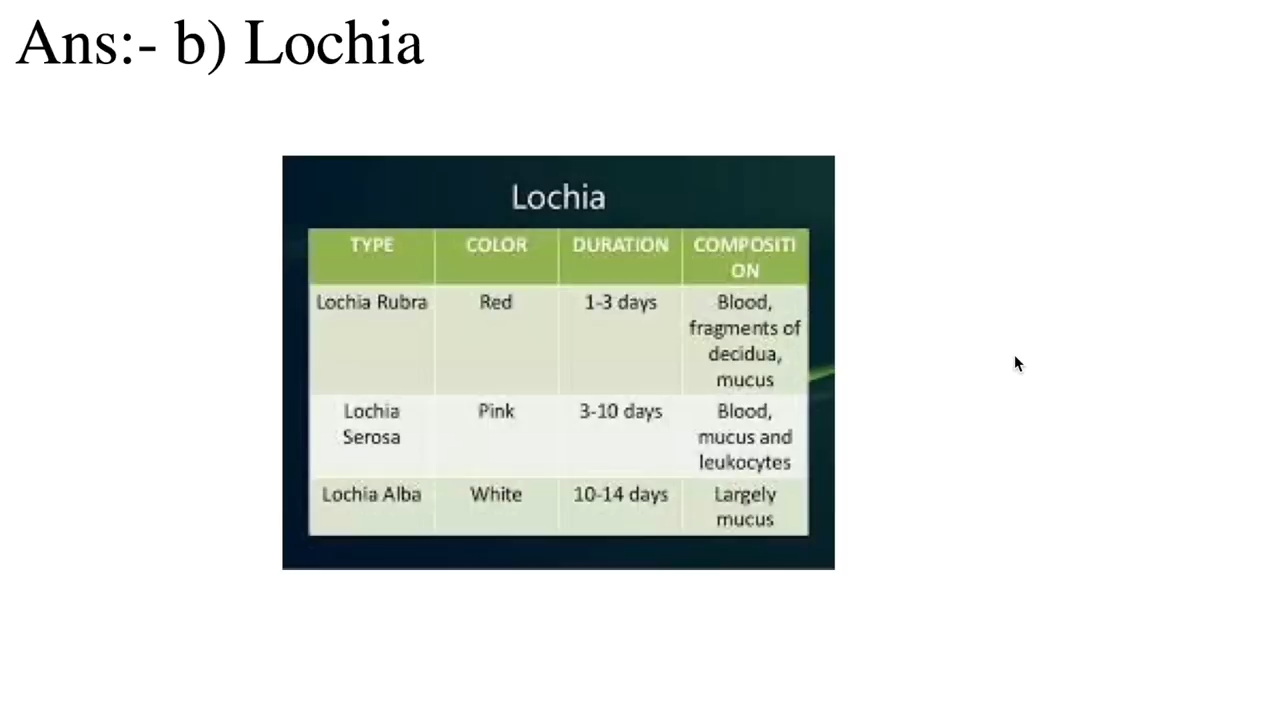 Ans:- b) Lochia
Lochia
TYPE COLOR DURATION COMPOSITI
ON
Lochia Rubra Red 1-3 days Blood,
fragments of
decidua,
mucus
Lochia Pink 3-10 days Blood,
Serosa mucus and
leukocytes
Lochia Alba White 10-14 days Largely
mucus